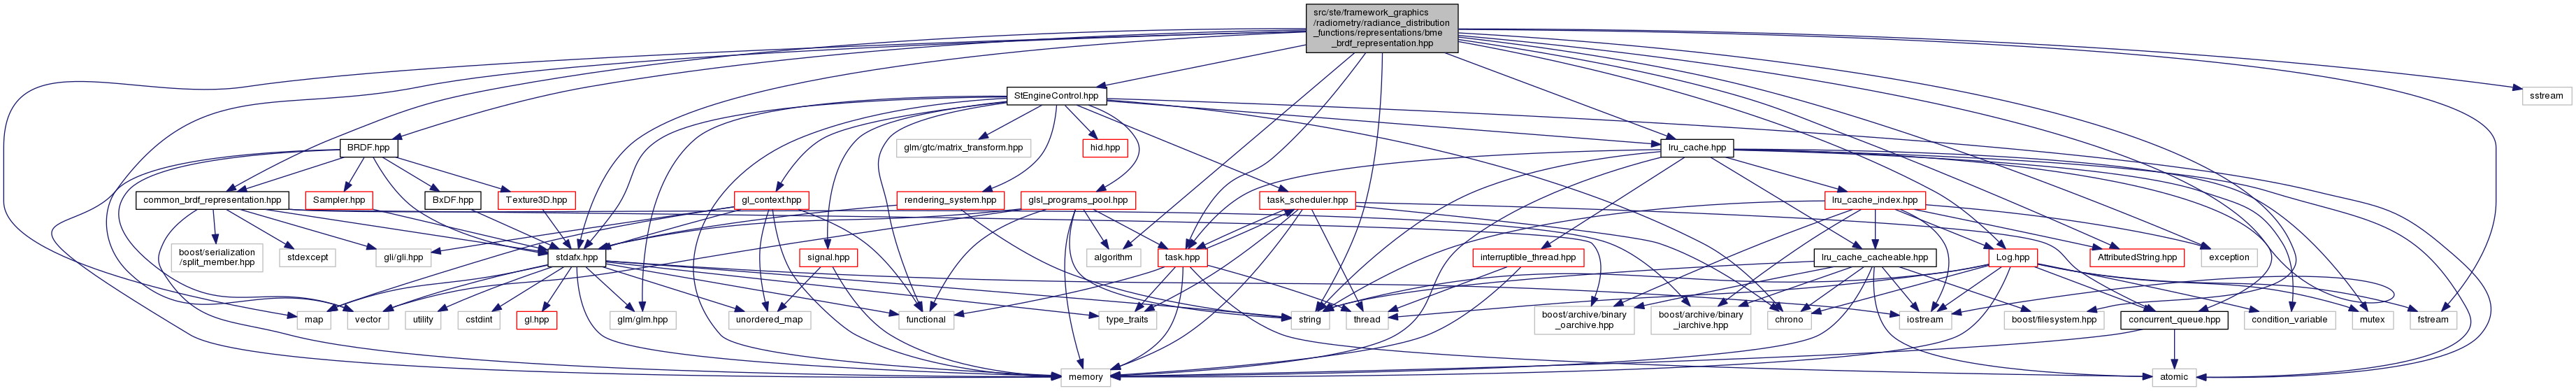 src/ste/framework_graphics
/radiometry/radiance_distribution
_functions/representations/bme
_brdf_representation.hpp
sstream
StEngineControl.hpp
BRDF.hpp
glm/gtc/matrix_transform.hpp
hid.hpp
lru_cache.hpp
common_brdf_representation.hpp
Sampler.hpp
BxDF.hpp
Texture3D.hpp
gl_context.hpp
rendering_system.hpp
glsl_programs_pool.hpp
task_scheduler.hpp
lru_cache_index.hpp
boost/serialization
/split_member.hpp
stdexcept
gli/gli.hpp
stdafx.hpp
signal.hpp
algorithm
task.hpp
interruptible_thread.hpp
lru_cache_cacheable.hpp
Log.hpp
AttributedString.hpp
exception
map
vector
utility
cstdint
gl.hpp
glm/glm.hpp
unordered_map
functional
type_traits
string
thread
boost/archive/binary
_oarchive.hpp
boost/archive/binary
_iarchive.hpp
chrono
iostream
boost/filesystem.hpp
concurrent_queue.hpp
condition_variable
mutex
fstream
memory
atomic